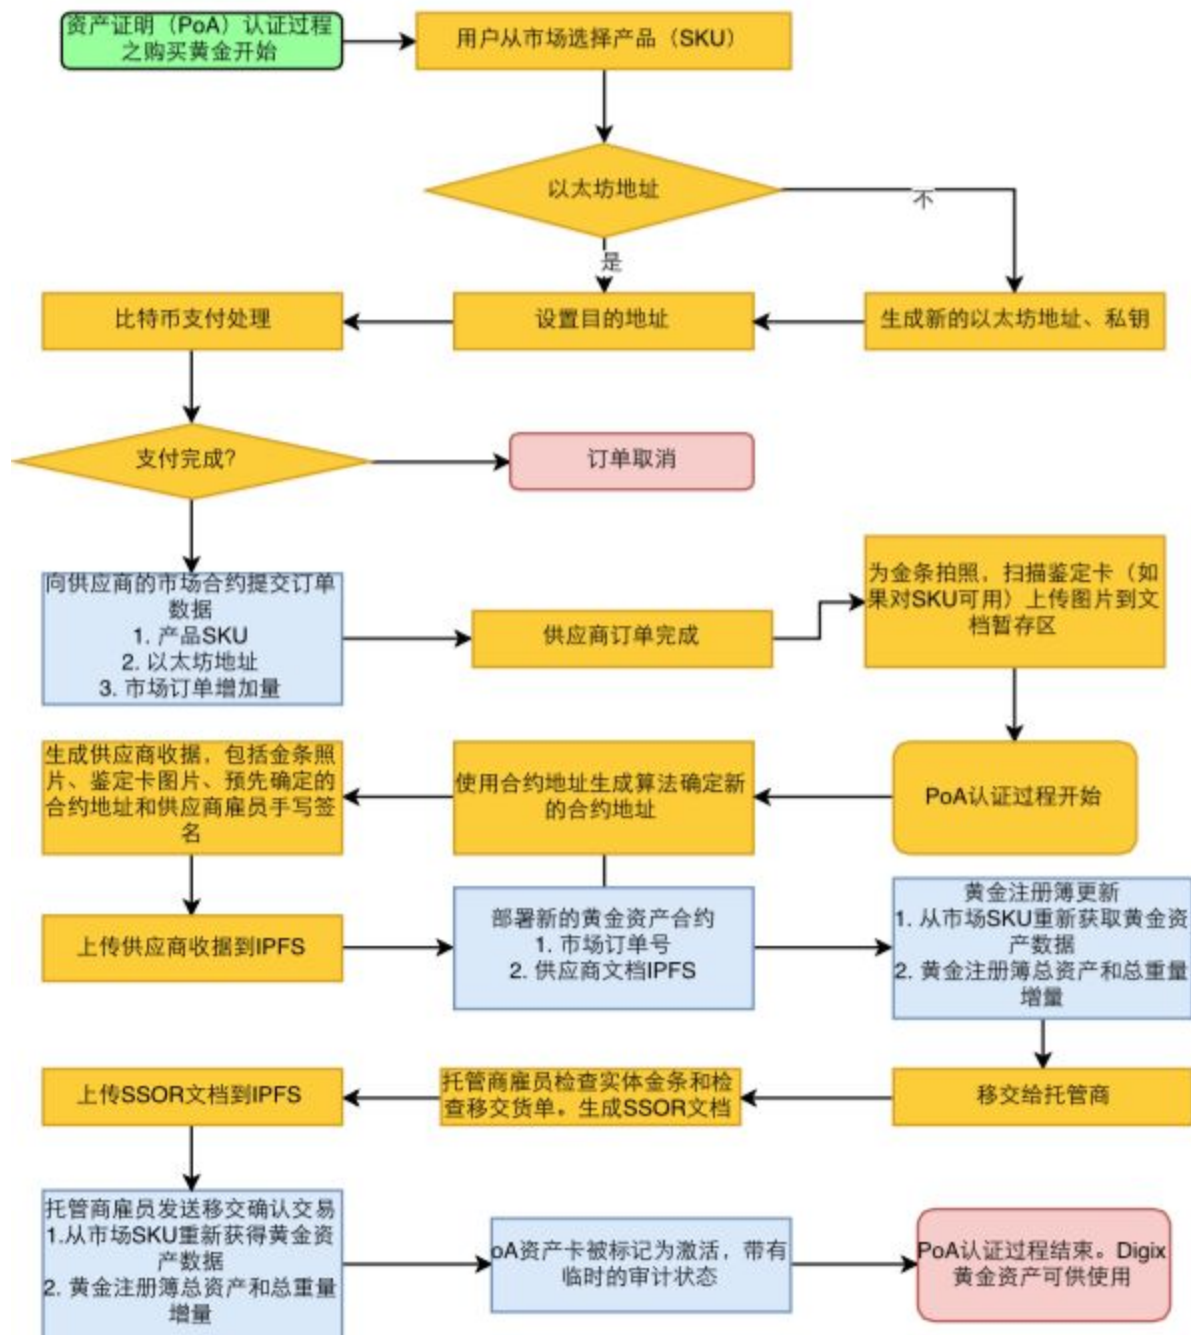 资产证明（PoA）认证过程
之购买黄金开始
用户从市场选择产品（SKU）
以太坊地址
不
是
比特币支付处理
设置目的地址
生成新的以太坊地址、私钥
支付完成？
订单取消
向供应商的市场合约提交订单
数据
1. 产品SKU
2. 以太坊地址
3. 市场订单增加量
供应商订单完成
为金条拍照，扫描鉴定卡（如
果对SKU可用）上传图片到文
档暂存区
生成供应商收据，包括金条照
片、鉴定卡图片、预先确定的
合约地址和供应商雇员手写签
名
使用合约地址生成算法确定新
的合约地址
PoA认证过程开始
上传供应商收据到IPFS
部署新的黄金资产合约
1. 市场订单号
2. 供应商文档IPFS
黄金注册簿更新
1. 从市场SKU重新获取黄金资
产数据
2. 黄金注册簿总资产和总重量
增量
上传SSOR文档到IPFS
托管商雇员检查实体金条和检
查移交货单。生成SSOR文档
移交给托管商
托管商雇员发送移交确认交易
1.从市场SKU重新获得黄金资
产数据
2. 黄金注册簿总资产和总重量
增量
oA资产卡被标记为激活，带有
临时的审计状态
PoA认证过程结束。Digix
黄金资产可供使用